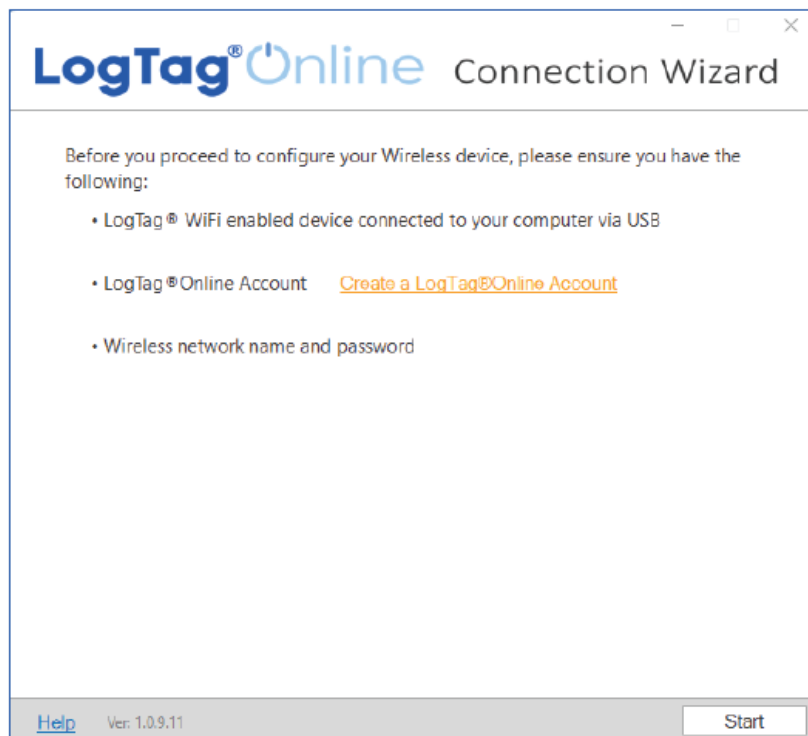 LogTag®Online Connection Wizard
Before you proceed to configure your Wireless device, please ensure you have the
following:
• LogTag® WiFi enabled device connected to your computer via USB
• LogTag®Online Account Create a LogTag®Online Account
• Wireless network name and password
Help Ver: 1.0.9.11 Start